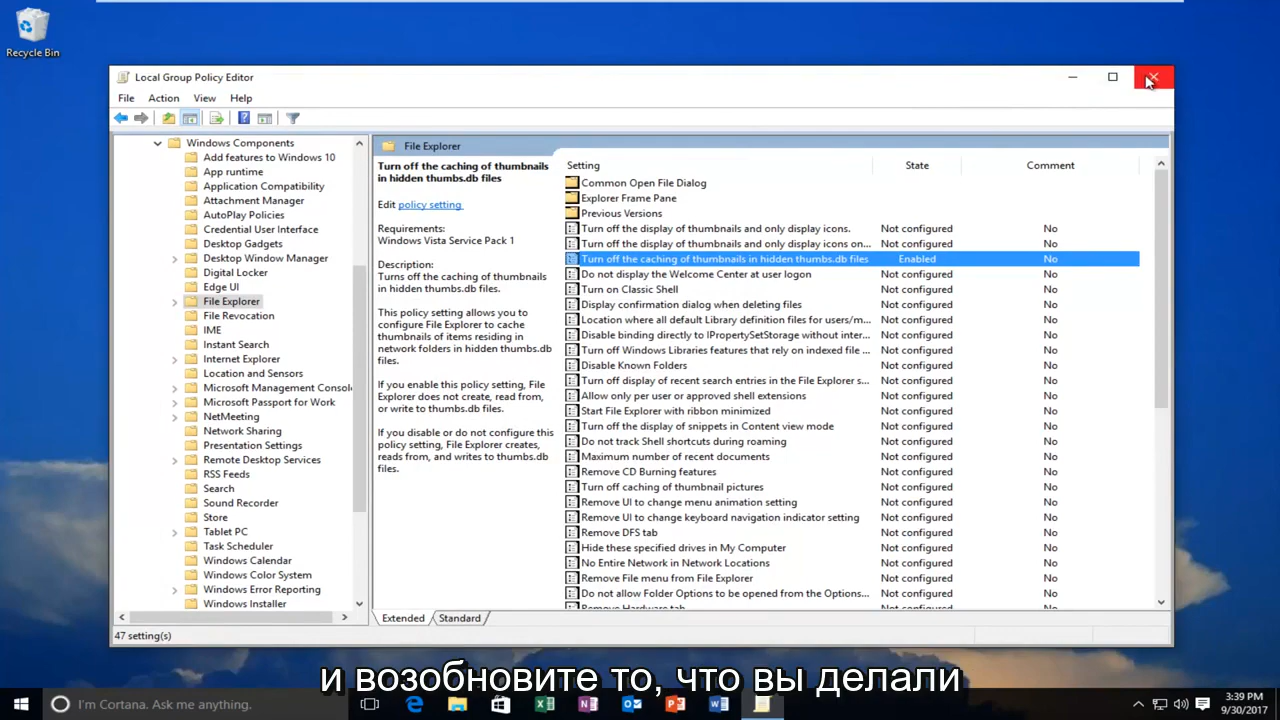 Recycle Bin
Local Group Policy Editor
File Action View Help
Windows Components
Add features to Windows 10
App runtime
Application Compatibility
Attachment Manager
AutoPlay Policies
Credential User Interface
Desktop Gadgets
Desktop Window Manager
Digital Locker
Edge UI
File Explorer
File Revocation
IME
Instant Search
Internet Explorer
Location and Sensors
Microsoft Management Consol
Microsoft Passport for Work
NetMeeting
Network Sharing
Presentation Settings
Remote Desktop Services
RSS Feeds
Search
Sound Recorder
Store
Tablet PC
Task Scheduler
Windows Calendar
Windows Color System
Windows Error Reporting
Windows Installer
File Explorer
Turn off the caching of thumbnails
in hidden thumbs.db files
Edit policy setting.
Requirements:
Windows Vista Service Pack 1
Description:
Turns off the caching of thumbnails
in hidden thumbs.db files.
This policy setting allows you to
configure File Explorer to cache
thumbnails of items residing in
network folders in hidden thumbs.db
files.
If you enable this policy setting, File
Explorer does not create, read from,
or write to thumbs.db files.
If you disable or do not configure this
policy setting, File Explorer creates,
reads from, and writes to thumbs.db
files.
Setting State Comment
Common Open File Dialog
Explorer Frame Pane
Previous Versions
Turn off the display of thumbnails and only display icons. Not configured No
Turn off the display of thumbnails and only display icons on... Not configured No
Turn off the caching of thumbnails in hidden thumbs.db files Enabled No
Do not display the Welcome Center at user logon Not configured No
Turn on Classic Shell Not configured No
Display confirmation dialog when deleting files Not configured No
Location where all default Library definition files for users/m... Not configured No
Disable binding directly to IPropertySetStorage without inter... Not configured No
Turn off Windows Libraries features that rely on indexed file ... Not configured No
Disable Known Folders Not configured No
Turn off display of recent search entries in the File Explorer s... Not configured No
Allow only per user or approved shell extensions Not configured No
Start File Explorer with ribbon minimized Not configured No
Turn off the display of snippets in Content view mode Not configured No
Do not track Shell shortcuts during roaming Not configured No
Maximum number of recent documents Not configured No
Remove CD Burning features Not configured No
Turn off caching of thumbnail pictures Not configured No
Remove UI to change menu animation setting Not configured No
Remove UI to change keyboard navigation indicator setting Not configured No
Remove DFS tab Not configured No
Hide these specified drives in My Computer Not configured No
No Entire Network in Network Locations Not configured No
Remove File menu from File Explorer Not configured No
Do not allow Folder Options to be opened from the Options... Not configured No
Remove Hardware tab Not configured No
Extended Standard
47 setting(s)
и возобновите то, что вы делали
I'm Cortana. Ask me anything.
3:39 PM
9/30/2017